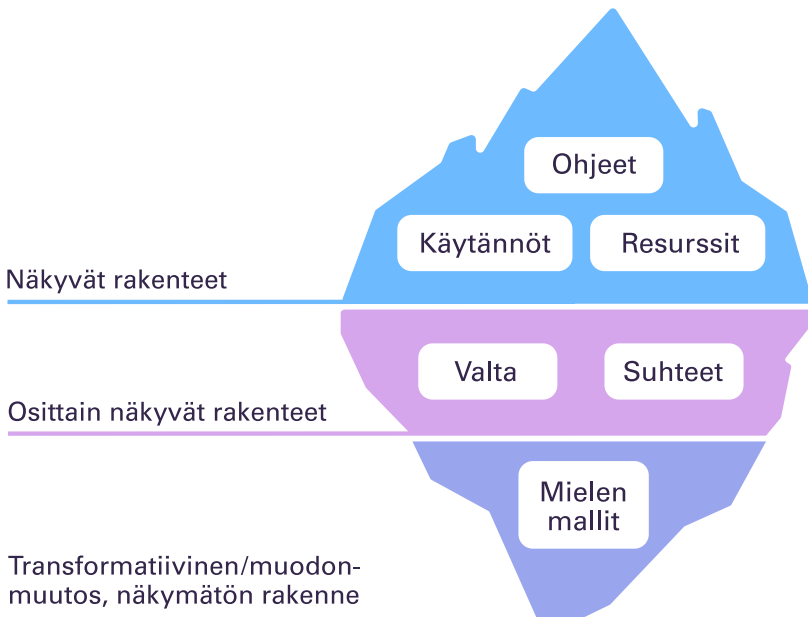 Ohjeet
Käytännöt
Resurssit
Näkyvät rakenteet
Valta
Suhteet
Osittain näkyvät rakenteet
Mielen
mallit
Transformatiivinen/muodon-
muutos, näkymätön rakenne